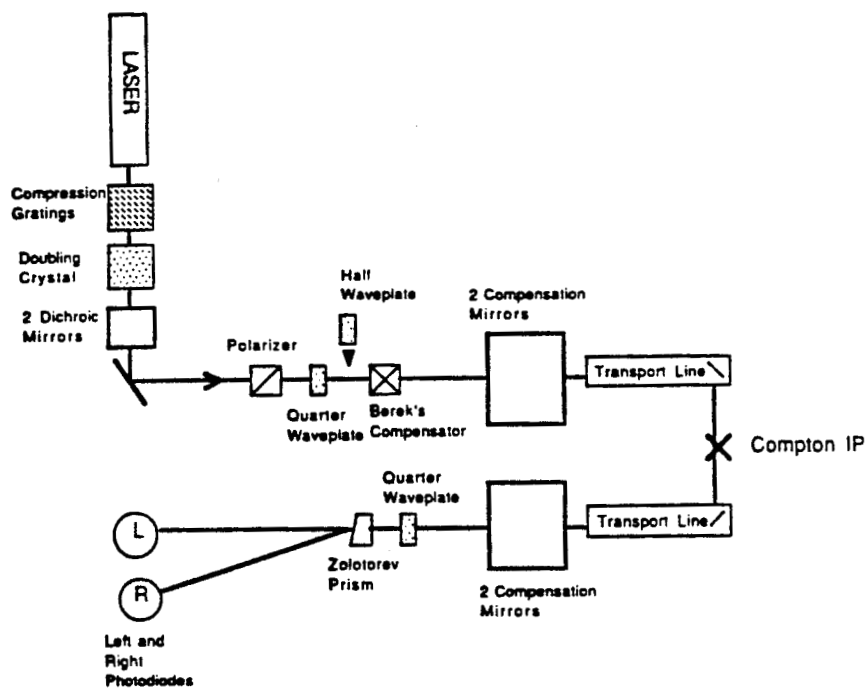 LASER
Compression
Gratings
Doubling
Crystal
2 Dichroic
Mirrors
Polarizer
Half
Waveplate
Quarter
Waveplate
Berek's
Compensator
2 Compensation
Mirrors
Transport Line
Compton IP
Transport Line
2 Compensation
Mirrors
Quarter
Waveplate
Zolotorev
Prism
L
R
Left and
Right
Photodiodes